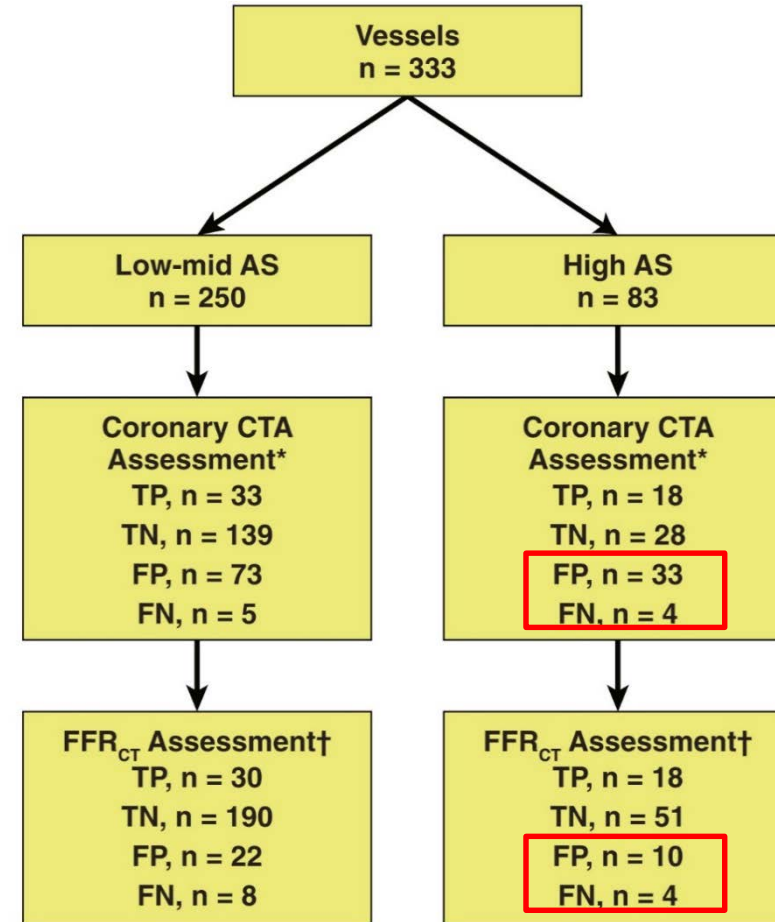 Vessels
n = 333
Low-mid AS
n = 250
High AS
n = 83
Coronary CTA
Assessment*
TP, n = 33
TN, n = 139
FP, n = 73
FN, n = 5
Coronary CTA
Assessment*
TP, n = 18
TN, n = 28
FP, n = 33
FN, n = 4
FFRCT Assessment†
TP, n = 30
TN, n = 190
FP, n = 22
FN, n = 8
FFRCT Assessment†
TP, n = 18
TN, n = 51
FP, n = 10
FN, n = 4